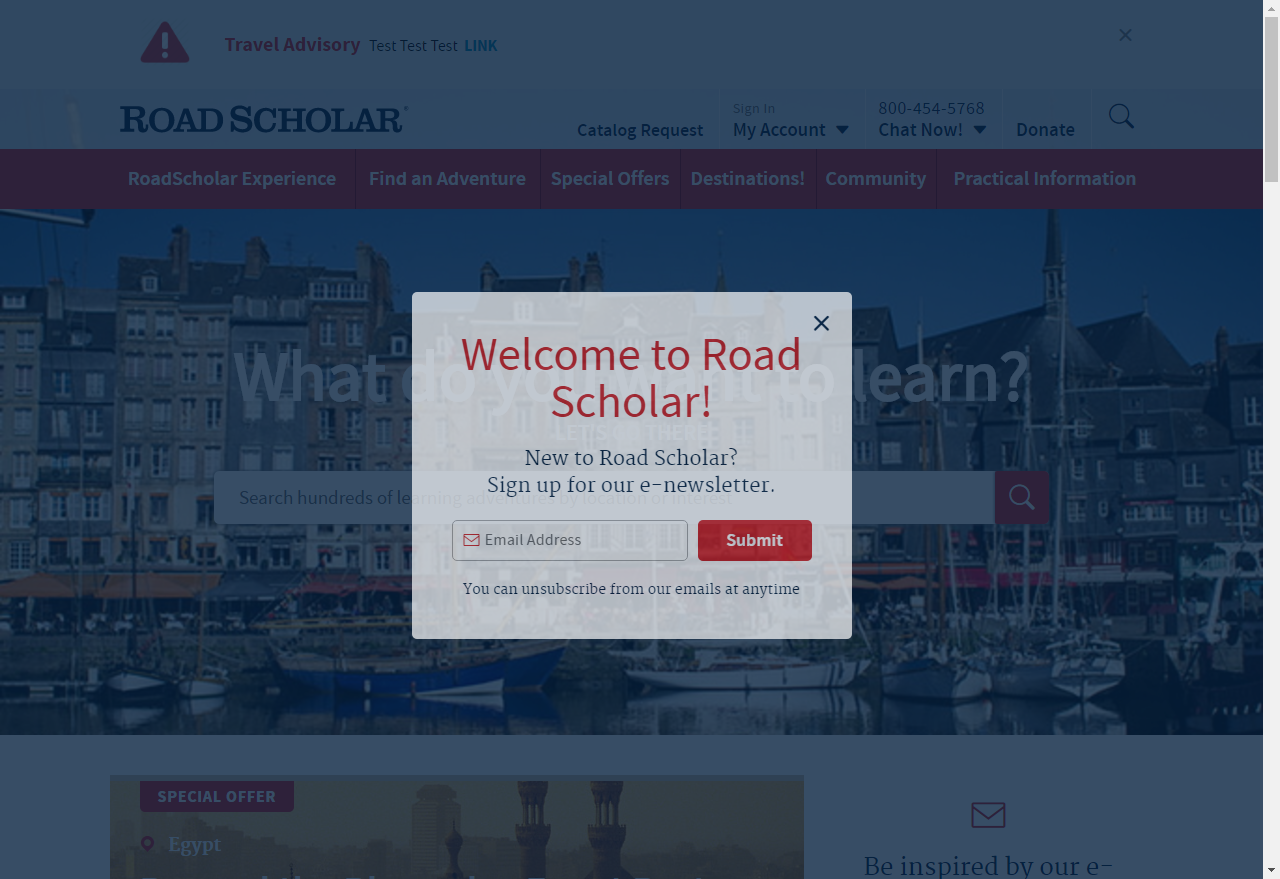 Travel Advisory Test Test Test LINK
ROAD SCHOLAR®
Catalog Request
Sign In
My Account
800-454-5768
Chat Now!
Donate
RoadScholar Experience
Find an Adventure
Special Offers
Destinations!
Community
Practical Information
What do you want to learn?
LET'S GO THERE.
Search hundreds of learning adventures by location or interest
Welcome to Road
Scholar!
New to Road Scholar?
Sign up for our e-newsletter.
Email Address
Submit
You can unsubscribe from our emails at anytime
SPECIAL OFFER
Egypt
Be inspired by our e-